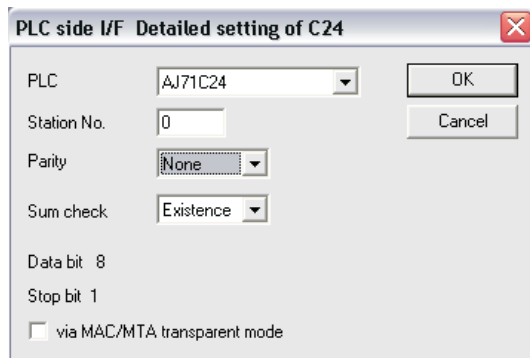 PLC side I/F Detailed setting of C24
PLC AJ71C24 OK
Station No. 0 Cancel
Parity None
Sum check Existence
Data bit 8
Stop bit 1
via MAC/MTA transparent mode